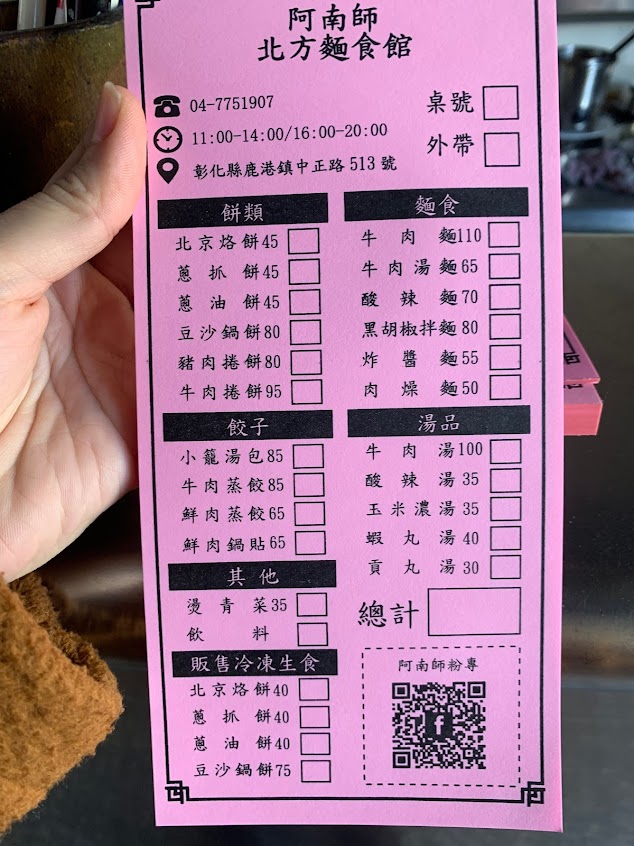 阿南師
北方麵食館
04-7751907
11:00-14:00/16:00-20:00
彰化縣鹿港鎮中正路513號
桌號
外帶
餅類
北京烙餅45
蔥抓餅45
蔥油餅45
豆沙鍋餅80
豬肉捲餅80
牛肉捲餅95
餃子
小籠湯包85
牛肉蒸餃85
鮮肉蒸餃65
鮮肉鍋貼65
其他
燙青菜35
飲料
販售冷凍生食
北京烙餅40
蔥抓餅40
蔥油餅40
豆沙鍋餅75
麵食
牛肉麵110
牛肉湯麵65
酸辣麵70
黑胡椒拌麵80
炸醬麵55
肉燥麵50
湯品
牛肉湯100
酸辣湯35
玉米濃湯35
蝦丸湯40
貢丸湯30
總計
阿南師粉專